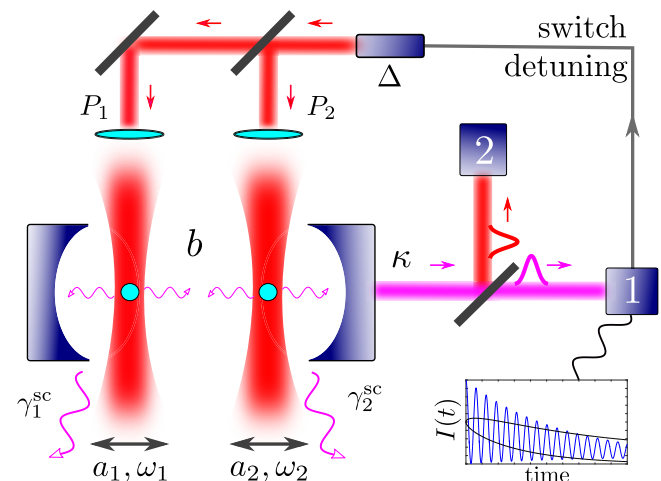 switch
detuning
Δ
P₁
P₂
2
b
κ
1
γ₁ˢᶜ
γ₂ˢᶜ
I(t)
a₁, ω₁
a₂, ω₂
time